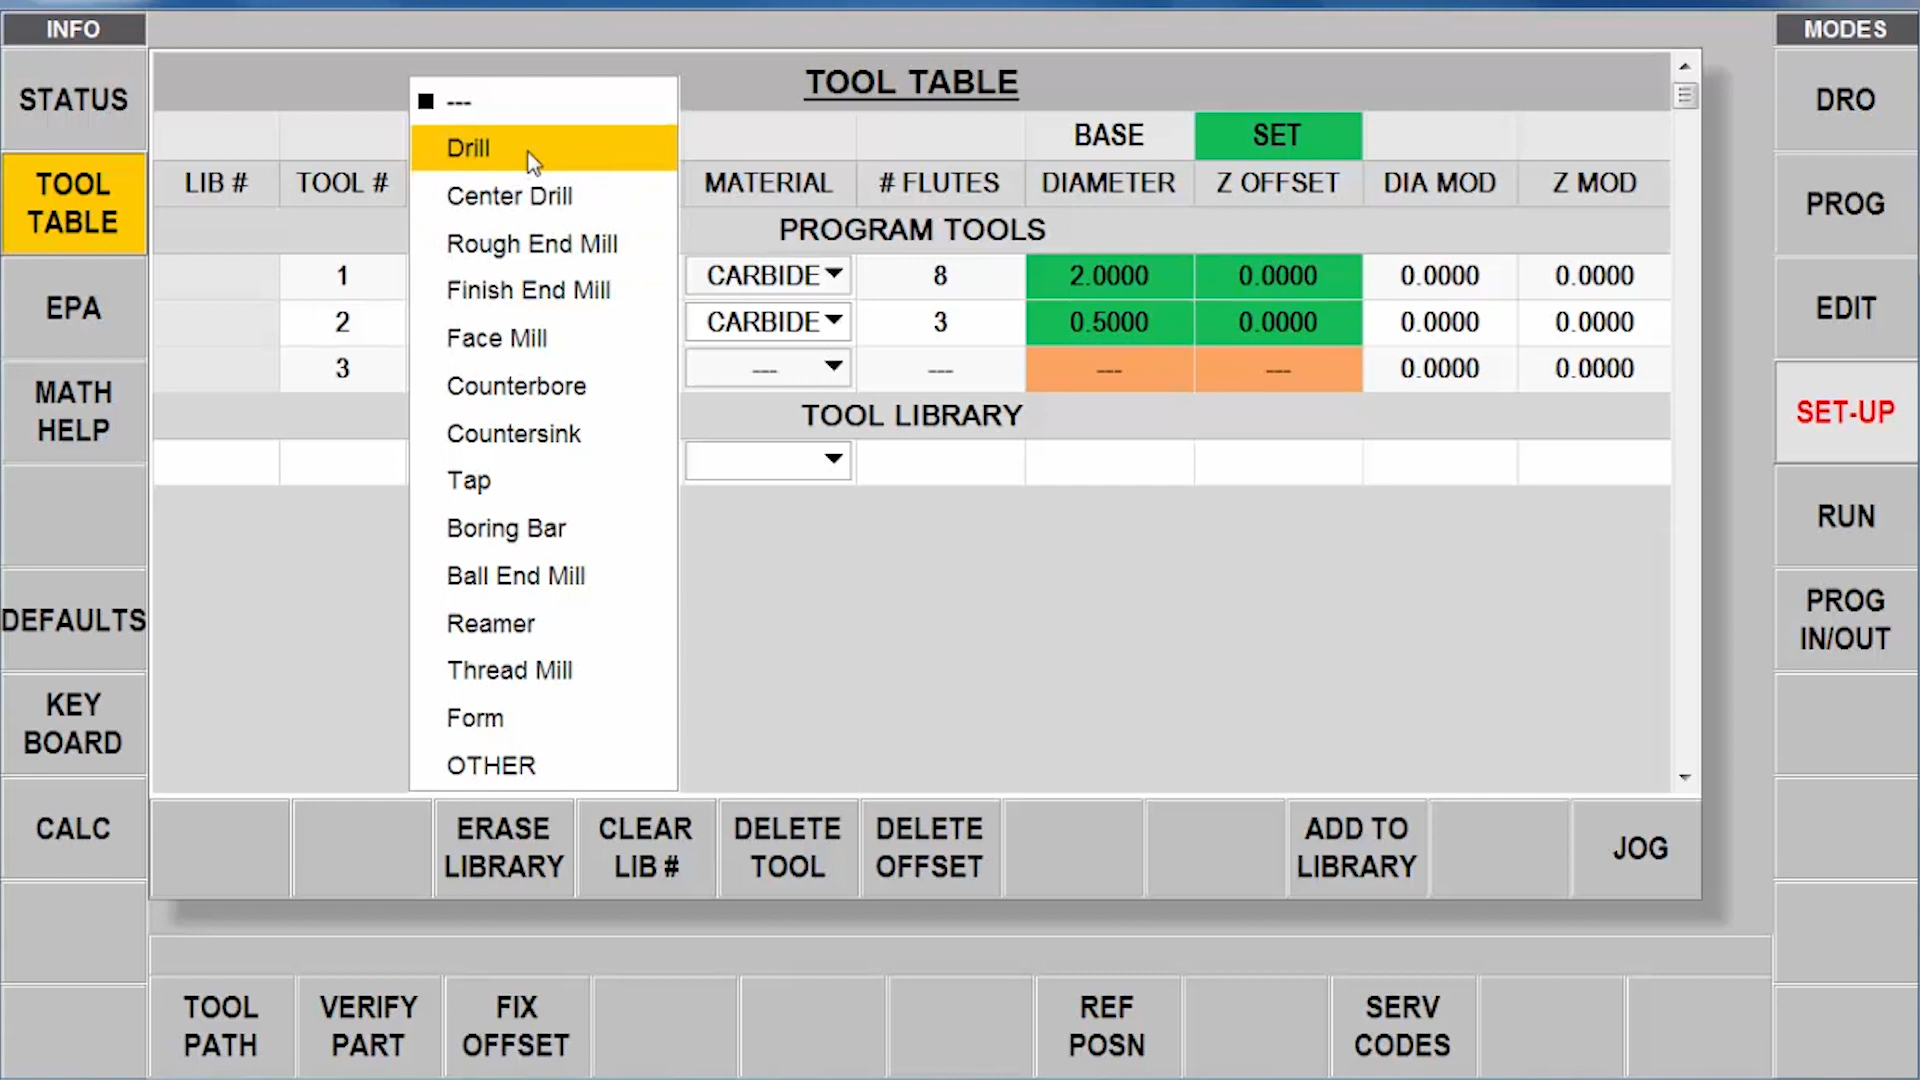 INFO
STATUS
TOOL
TABLE
EPA
MATH
HELP
DEFAULTS
KEY
BOARD
CALC
TOOL TABLE
BASE SET
LIB # TOOL # MATERIAL # FLUTES DIAMETER Z OFFSET DIA MOD Z MOD
PROGRAM TOOLS
1 CARBIDE 8 2.0000 0.0000 0.0000 0.0000
2 CARBIDE 3 0.5000 0.0000 0.0000 0.0000
3 --- --- --- --- 0.0000 0.0000
TOOL LIBRARY
---
Drill
Center Drill
Rough End Mill
Finish End Mill
Face Mill
Counterbore
Countersink
Tap
Boring Bar
Ball End Mill
Reamer
Thread Mill
Form
OTHER
ERASE
LIBRARY
CLEAR
LIB #
DELETE
TOOL
DELETE
OFFSET
ADD TO
LIBRARY
JOG
TOOL
PATH
VERIFY
PART
FIX
OFFSET
REF
POSN
SERV
CODES
MODES
DRO
PROG
EDIT
SET-UP
RUN
PROG
IN/OUT